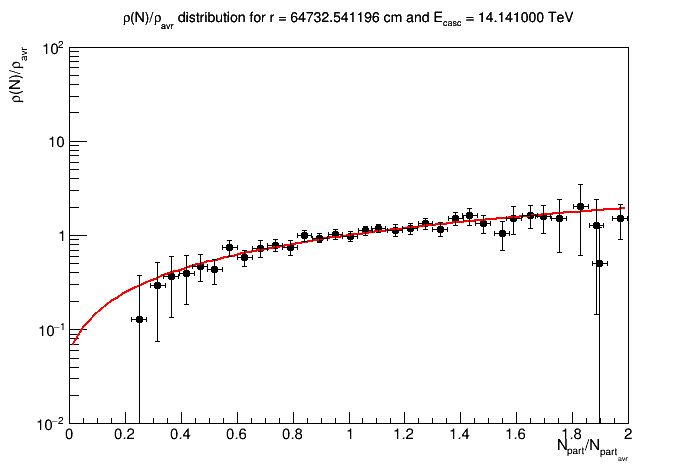 ρ(N)/ρavr distribution for r = 64732.541196 cm and Ecasc = 14.141000 TeV
ρ(N)/ρavr
10²
10
1
10⁻¹
10⁻²
0 0.2 0.4 0.6 0.8 1 1.2 1.4 1.6 1.8 2
Npart/Npartavr